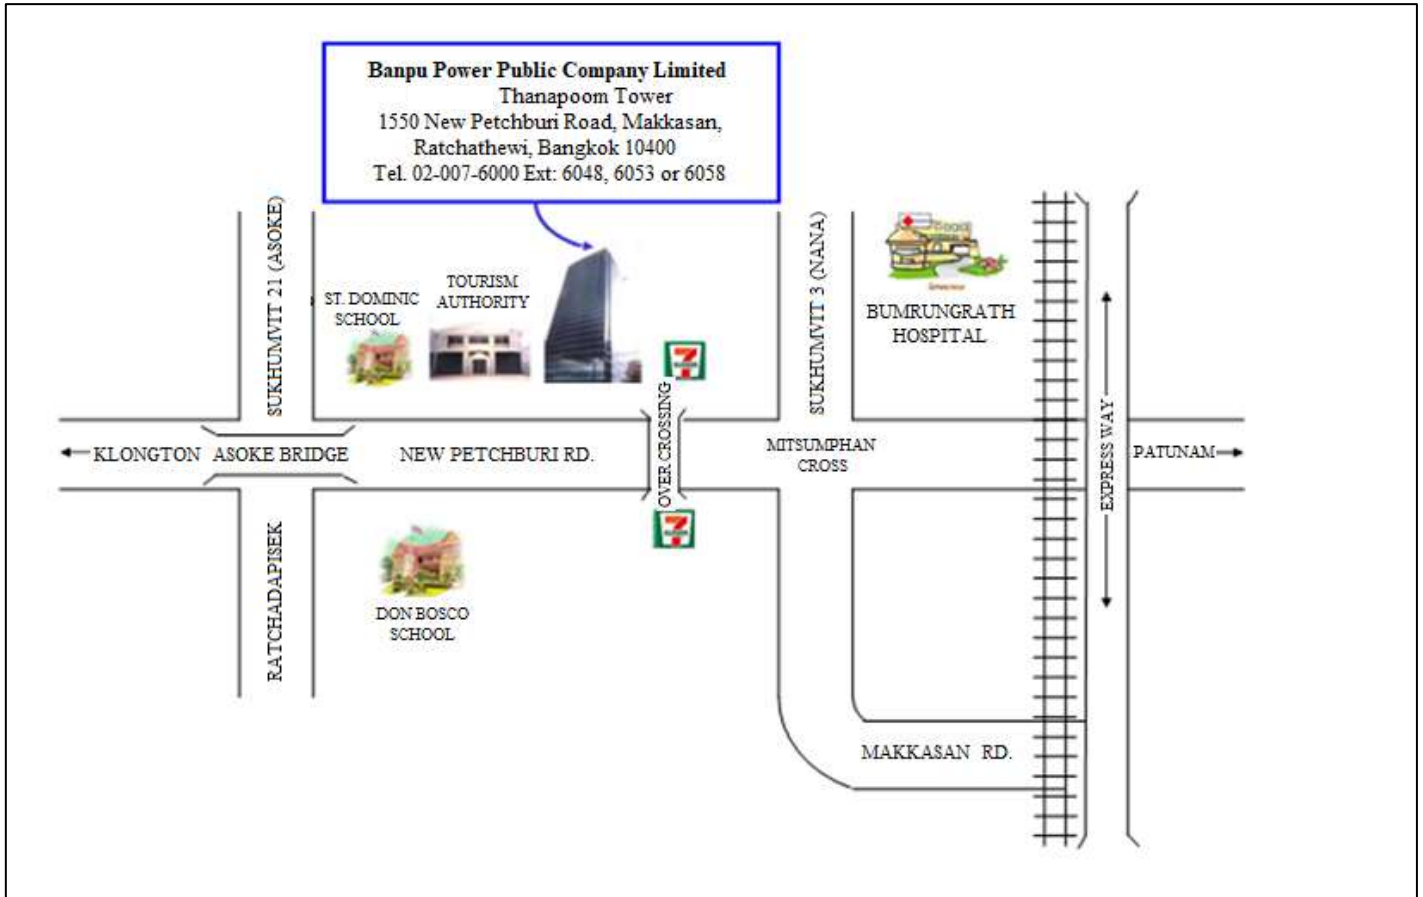 Banpu Power Public Company Limited
Thanapoom Tower
1550 New Petchburi Road, Makkasan,
Ratchathewi, Bangkok 10400
Tel. 02-007-6000 Ext: 6048, 6053 or 6058
SUKHUMVIT 21 (ASOKE)
ST. DOMINIC
SCHOOL
TOURISM
AUTHORITY
7
SUKHUMVIT 3 (NANA)
BUMRUNGRATH
HOSPITAL
KLONGTON
ASOKE BRIDGE
NEW PETCHBURI RD.
OVER CROSSING
MITSUMPHAN
CROSS
EXPRESS WAY
PATUNAM
7
RATCHADAPISEK
DON BOSCO
SCHOOL
MAKKASAN RD.